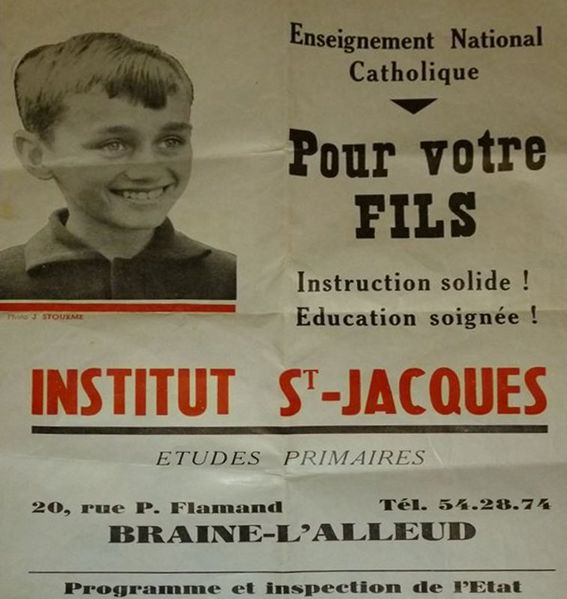 Enseignement National
Catholique
Pour votre
FILS
Instruction solide !
Education soignée !
Photo J STOUXME
INSTITUT ST-JACQUES
ETUDES PRIMAIRES
20, rue P. Flamand Tél. 54.28.74
BRAINE-L'ALLEUD
Programme et inspection de l'Etat